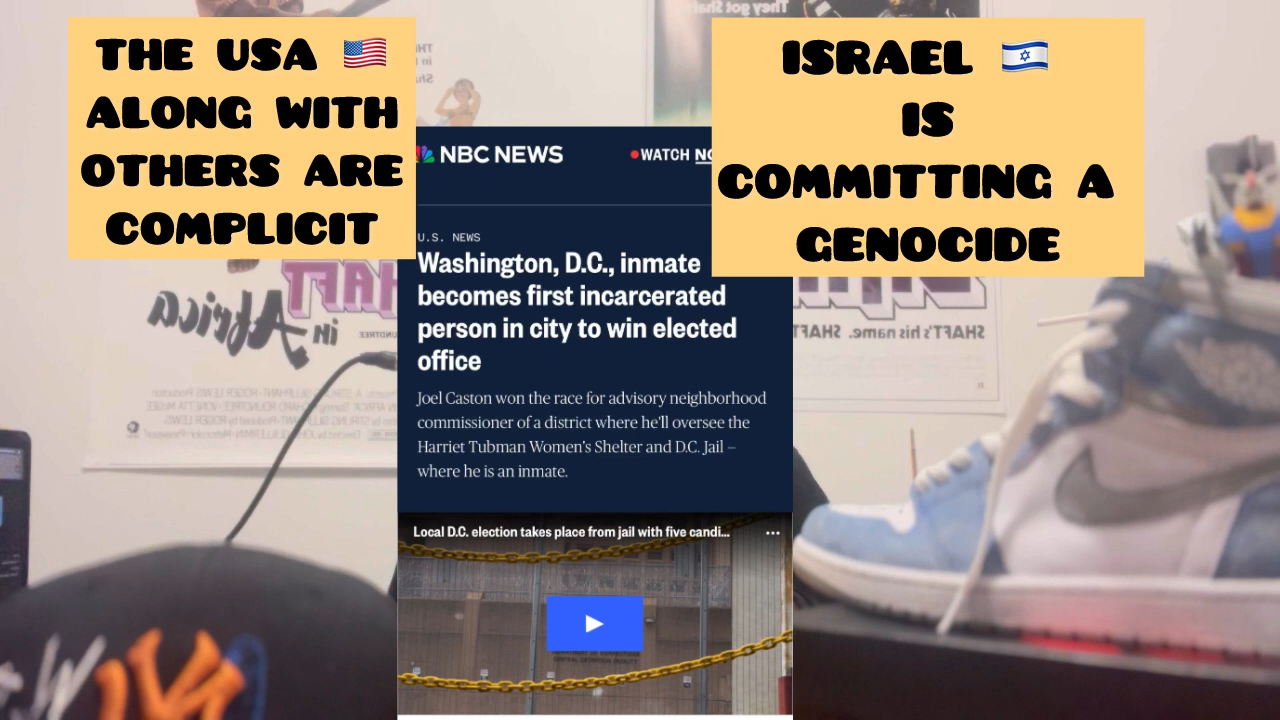 THE USA 🇺🇸
ALONG WITH
OTHERS ARE
COMPLICIT
ISRAEL 🇮🇱
IS
COMMITTING A
GENOCIDE
They got Shaft
NBC NEWS
WATCH
U.S. NEWS
Washington, D.C., inmate
becomes first incarcerated
person in city to win elected
office
Joel Caston won the race for advisory neighborhood
commissioner of a district where he'll oversee the
Harriet Tubman Women's Shelter and D.C. Jail –
where he is an inmate.
Local D.C. election takes place from jail with five candi...
in Africa
SHAFT's his name. SHAFT